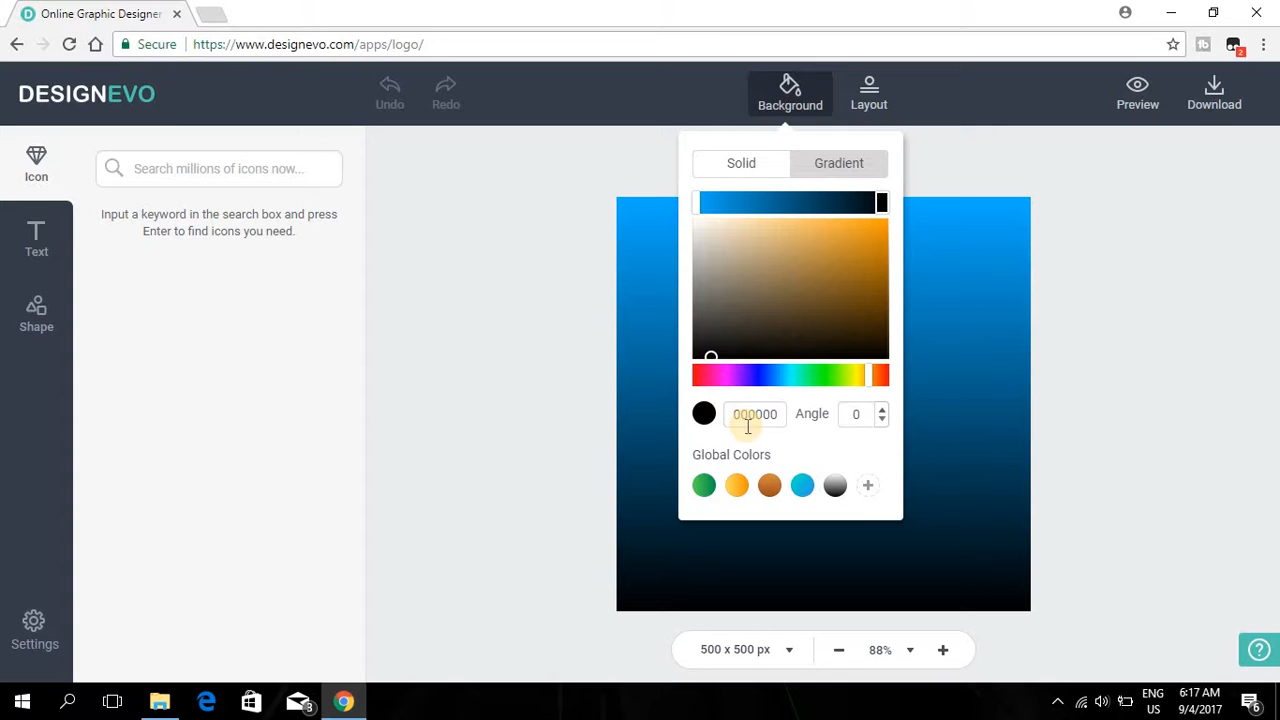 Online Graphic Designer
Secure
https://www.designevo.com/apps/logo/
2
DESIGNEVO
Undo
Redo
Background
Layout
Preview
Download
Icon
Text
Shape
Settings
Search millions of icons now...
Input a keyword in the search box and press
Enter to find icons you need.
Solid
Gradient
000000
Angle
0
Global Colors
500 x 500 px
88%
?
3
ENG
US
6:17 AM
9/4/2017
6